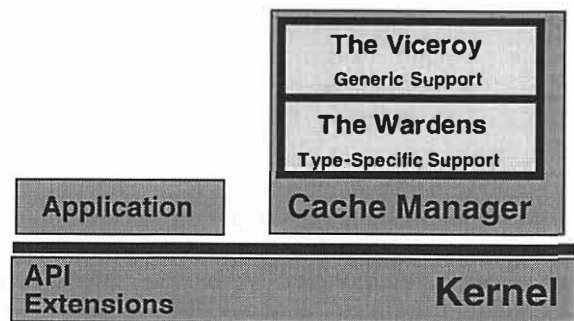 The Viceroy
Generic Support
The Wardens
Type-Specific Support
Application
Cache Manager
API
Extensions
Kernel